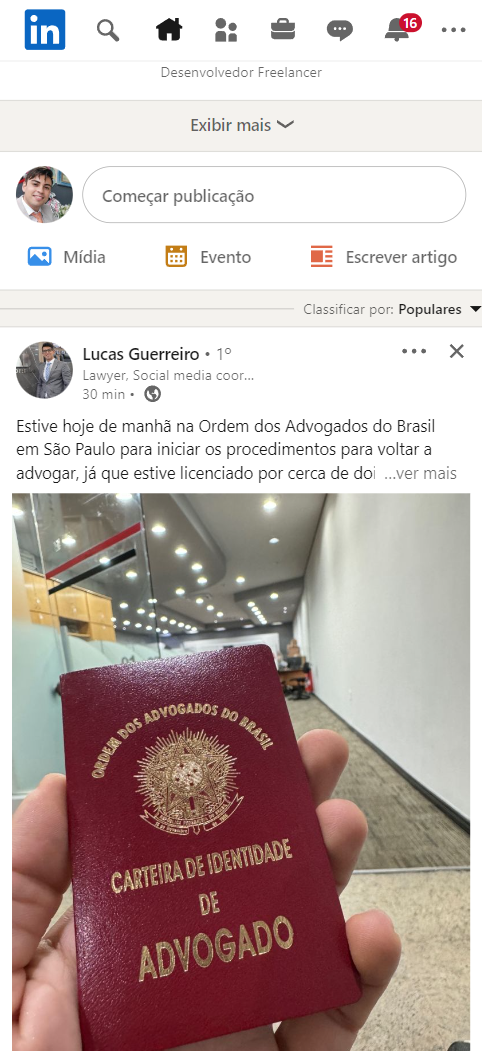 in
16
Desenvolvedor Freelancer
Exibir mais
Começar publicação
Mídia
Evento
Escrever artigo
Classificar por: Populares
Lucas Guerreiro • 1º
Lawyer, Social media coor...
30 min •
Estive hoje de manhã na Ordem dos Advogados do Brasil
em São Paulo para iniciar os procedimentos para voltar a
advogar, já que estive licenciado por cerca de doi ...ver mais
ORDEM DOS ADVOGADOS DO BRASIL
CARTEIRA DE IDENTIDADE
DE
ADVOGADO